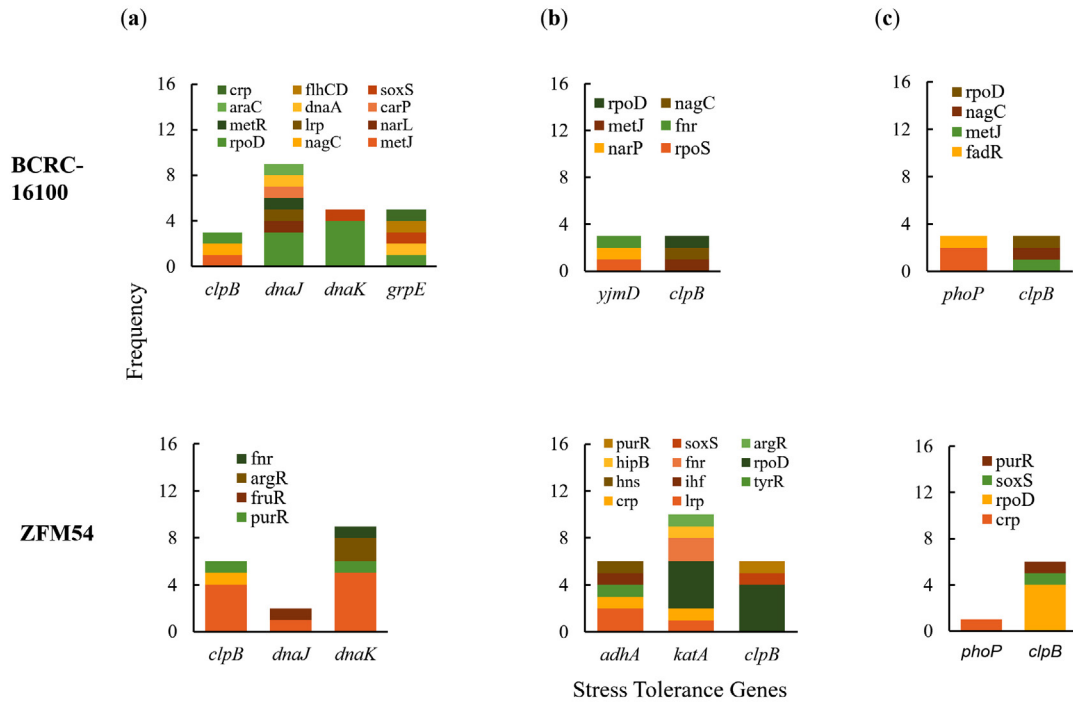 (a) (b) (c)
BCRC-
16100
16
12
8
4
0
crp flhCD soxS
araC dnaA carP
metR lrp narL
rpoD nagC metJ
clpB dnaJ dnaK grpE
16
12
8
4
0
rpoD nagC
metJ fnr
narP rpoS
yjmD clpB
16
12
8
4
0
rpoD
nagC
metJ
fadR
phoP clpB
Frequency
ZFM54
16
12
8
4
0
fnr
argR
fruR
purR
clpB dnaJ dnaK
16
12
8
4
0
purR soxS argR
hipB fnr rpoD
hns ihf tyrR
crp lrp
adhA katA clpB
16
12
8
4
0
purR
soxS
rpoD
crp
phoP clpB
Stress Tolerance Genes